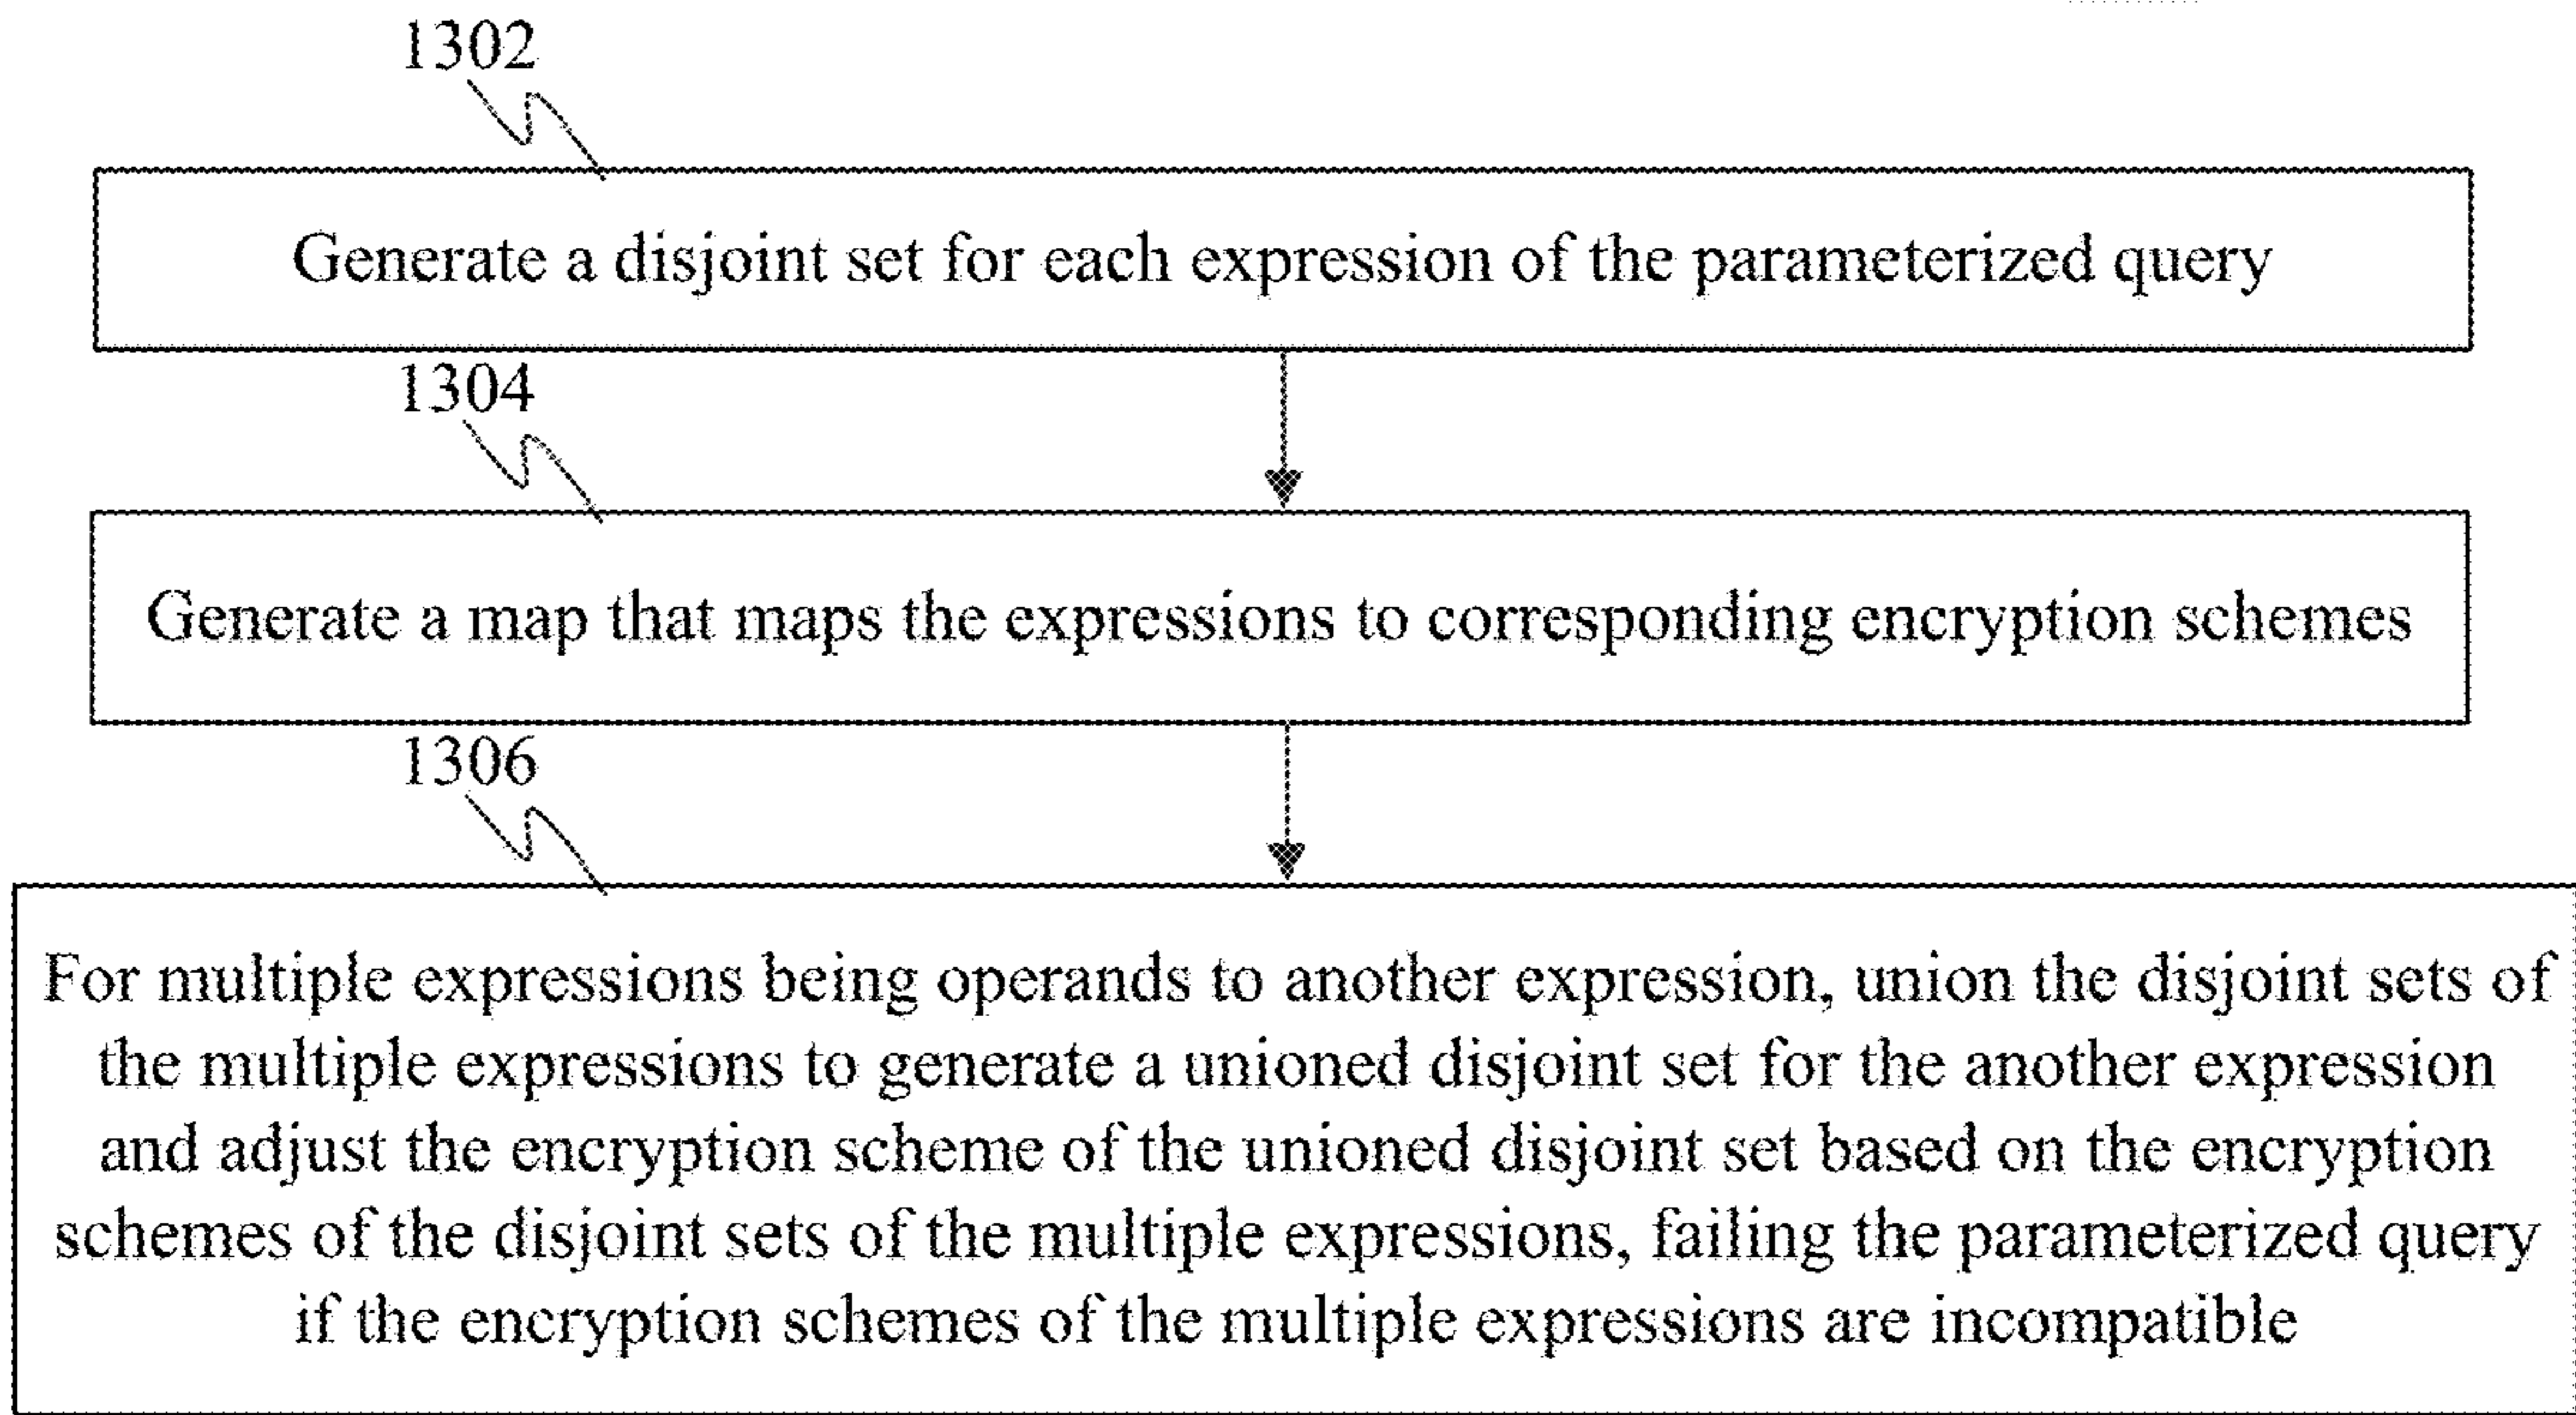 1302
Generate a disjoint set for each expression of the parameterized query
1304
Generate a map that maps the expressions to corresponding encryption schemes
1306
For multiple expressions being operands to another expression, union the disjoint sets of
the multiple expressions to generate a unioned disjoint set for the another expression
and adjust the encryption scheme of the unioned disjoint set based on the encryption
schemes of the disjoint sets of the multiple expressions, failing the parameterized query
if the encryption schemes of the multiple expressions are incompatible